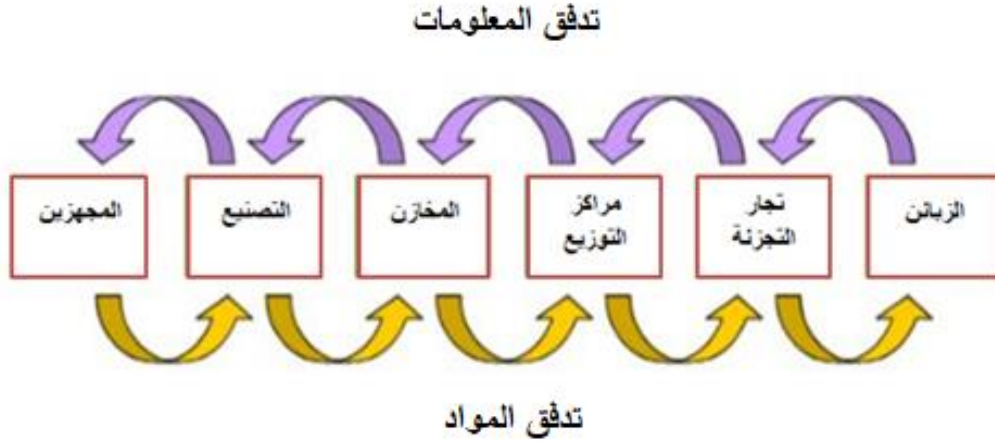 تدفق المعلومات
الزبائن
تجار
التجزئة
مراكز
التوزيع
المخازن
التصنيع
المجهزين
تدفق المواد